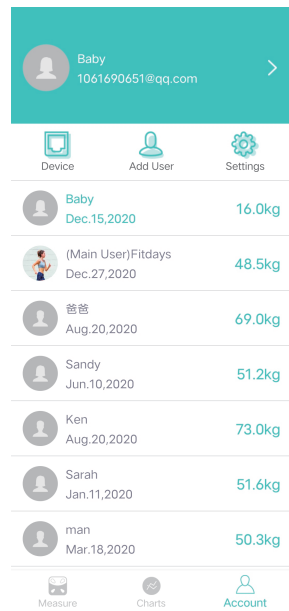 Baby
1061690651@qq.com
Device Add User Settings
Baby
Dec.15,2020
16.0kg
(Main User)Fitdays
Dec.27,2020
48.5kg
爸爸
Aug.20,2020
69.0kg
Sandy
Jun.10,2020
51.2kg
Ken
Aug.20,2020
73.0kg
Sarah
Jan.11,2020
51.6kg
man
Mar.18,2020
50.3kg
Measure Charts Account